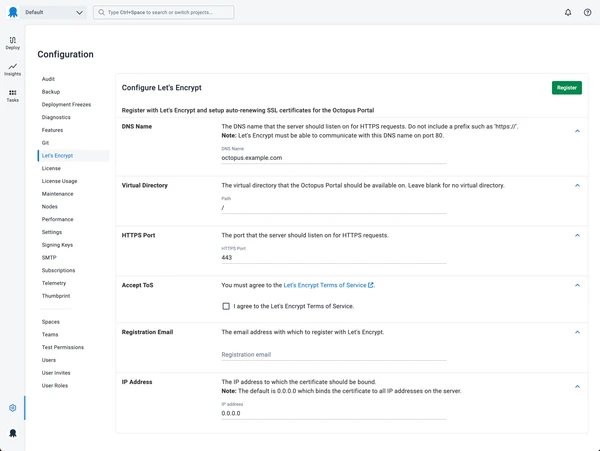 Default
Type Ctrl+Space to search or switch projects...
Deploy
Insights
Tasks
Configuration
Audit
Backup
Deployment Freezes
Diagnostics
Features
Git
Let's Encrypt
License
License Usage
Maintenance
Nodes
Performance
Settings
Signing Keys
SMTP
Subscriptions
Telemetry
Thumbprint
Spaces
Teams
Test Permissions
Users
User Invites
User Roles
Configure Let's Encrypt
Register
Register with Let's Encrypt and setup auto-renewing SSL certificates for the Octopus Portal
DNS Name
The DNS name that the server should listen on for HTTPS requests. Do not include a prefix such as 'https://'.
Note: Let's Encrypt must be able to communicate with this DNS name on port 80.
DNS Name
octopus.example.com
Virtual Directory
The virtual directory that the Octopus Portal should be available on. Leave blank for no virtual directory.
Path
/
HTTPS Port
The port that the server should listen on for HTTPS requests.
HTTPS Port
443
Accept ToS
You must agree to the Let's Encrypt Terms of Service.
I agree to the Let's Encrypt Terms of Service.
Registration Email
The email address with which to register with Let's Encrypt.
Registration email
IP Address
The IP address to which the certificate should be bound.
Note: The default is 0.0.0.0 which binds the certificate to all IP addresses on the server.
IP address
0.0.0.0